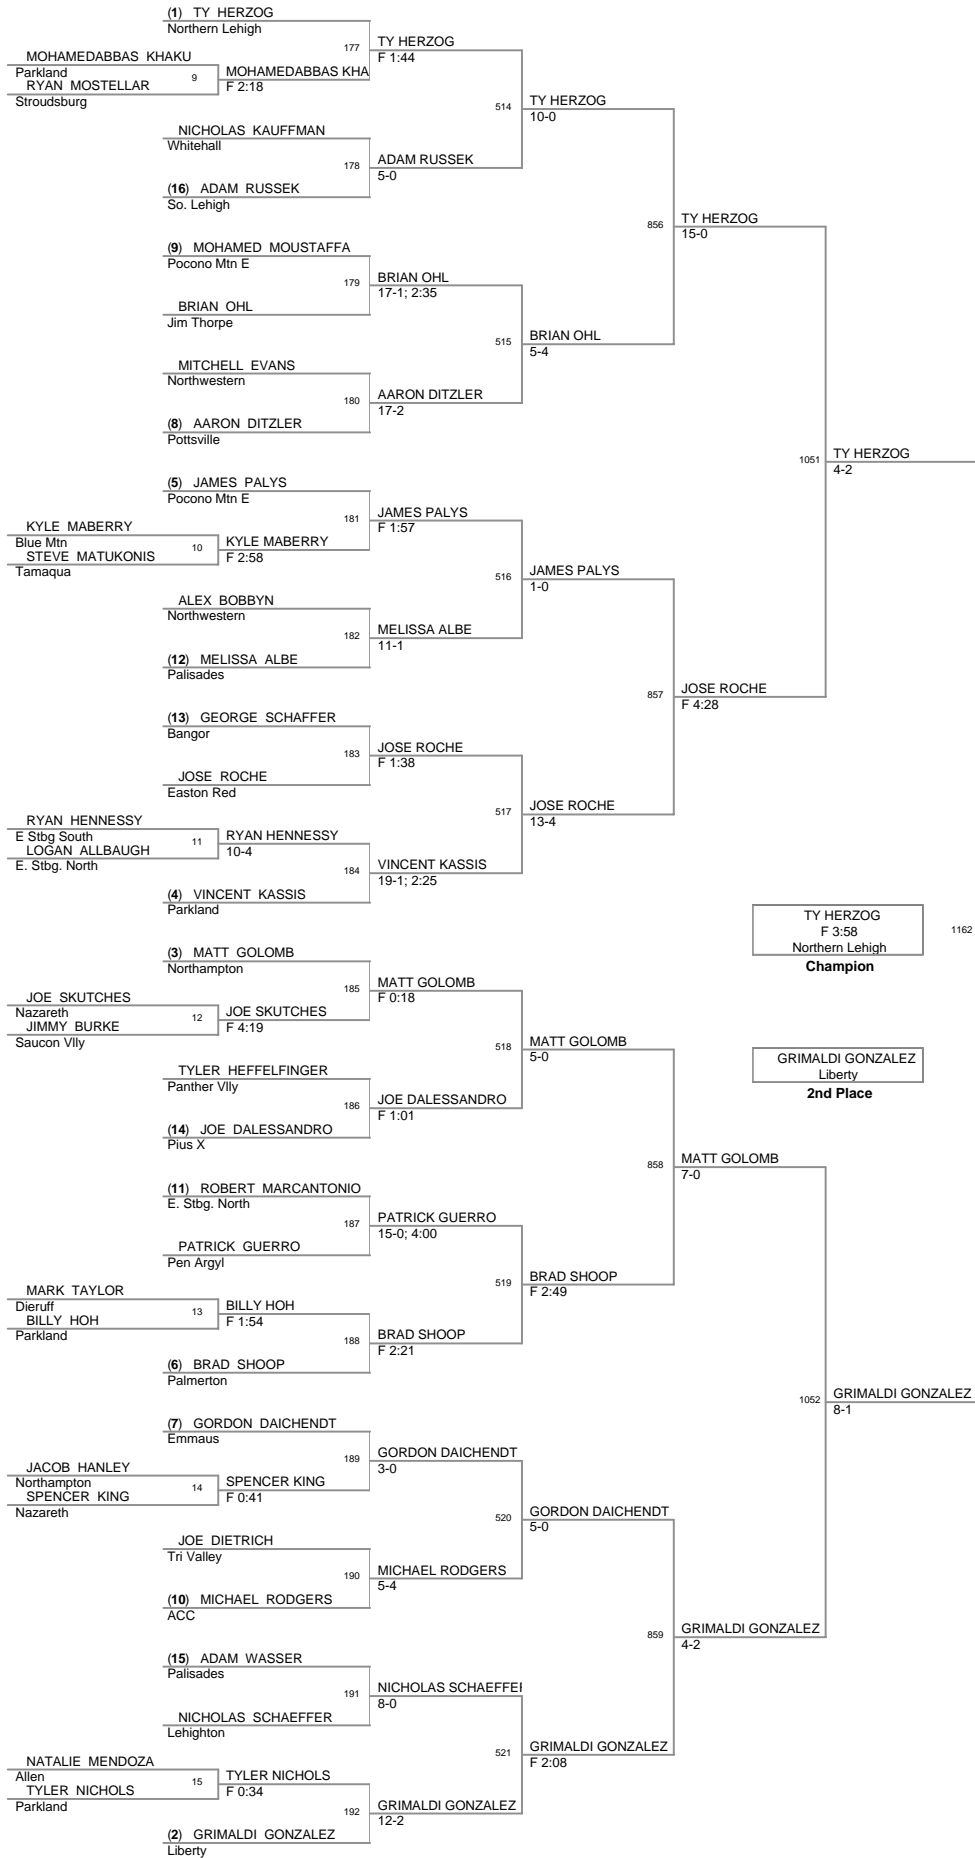 (1) TY HERZOG
Northern Lehigh
177
TY HERZOG
F 1:44
MOHAMEDABBAS KHAKU
Parkland
9
MOHAMEDABBAS KHA
F 2:18
RYAN MOSTELLAR
Stroudsburg
514
TY HERZOG
10-0
NICHOLAS KAUFFMAN
Whitehall
178
ADAM RUSSEK
5-0
(16) ADAM RUSSEK
So. Lehigh
856
TY HERZOG
15-0
(9) MOHAMED MOUSTAFFA
Pocono Mtn E
179
BRIAN OHL
17-1; 2:35
BRIAN OHL
Jim Thorpe
515
BRIAN OHL
5-4
MITCHELL EVANS
Northwestern
180
AARON DITZLER
17-2
(8) AARON DITZLER
Pottsville
1051
TY HERZOG
4-2
(5) JAMES PALYS
Pocono Mtn E
181
JAMES PALYS
F 1:57
KYLE MABERRY
Blue Mtn
10
KYLE MABERRY
F 2:58
STEVE MATUKONIS
Tamaqua
516
JAMES PALYS
1-0
ALEX BOBBYN
Northwestern
182
MELISSA ALBE
11-1
(12) MELISSA ALBE
Palisades
857
JOSE ROCHE
F 4:28
(13) GEORGE SCHAFFER
Bangor
183
JOSE ROCHE
F 1:38
JOSE ROCHE
Easton Red
517
JOSE ROCHE
13-4
RYAN HENNESSY
E Stbg South
11
RYAN HENNESSY
10-4
LOGAN ALLBAUGH
E. Stbg. North
184
VINCENT KASSIS
19-1; 2:25
(4) VINCENT KASSIS
Parkland
TY HERZOG
F 3:58
Northern Lehigh
Champion
1162
(3) MATT GOLOMB
Northampton
185
MATT GOLOMB
F 0:18
JOE SKUTCHES
Nazareth
12
JOE SKUTCHES
F 4:19
JIMMY BURKE
Saucon Vlly
518
MATT GOLOMB
5-0
GRIMALDI GONZALEZ
Liberty
2nd Place
TYLER HEFFELFINGER
Panther Vlly
186
JOE DALESSANDRO
F 1:01
(14) JOE DALESSANDRO
Pius X
858
MATT GOLOMB
7-0
(11) ROBERT MARCANTONIO
E. Stbg. North
187
PATRICK GUERRO
15-0; 4:00
PATRICK GUERRO
Pen Argyl
519
BRAD SHOOP
F 2:49
MARK TAYLOR
Dieruff
13
BILLY HOH
F 1:54
BILLY HOH
Parkland
188
BRAD SHOOP
F 2:21
(6) BRAD SHOOP
Palmerton
1052
GRIMALDI GONZALEZ
8-1
(7) GORDON DAICHENDT
Emmaus
189
GORDON DAICHENDT
3-0
JACOB HANLEY
Northampton
14
SPENCER KING
F 0:41
SPENCER KING
Nazareth
520
GORDON DAICHENDT
5-0
JOE DIETRICH
Tri Valley
190
MICHAEL RODGERS
5-4
(10) MICHAEL RODGERS
ACC
859
GRIMALDI GONZALEZ
4-2
(15) ADAM WASSER
Palisades
191
NICHOLAS SCHAEFFER
8-0
NICHOLAS SCHAEFFER
Lehighton
521
GRIMALDI GONZALEZ
F 2:08
NATALIE MENDOZA
Allen
15
TYLER NICHOLS
F 0:34
TYLER NICHOLS
Parkland
192
GRIMALDI GONZALEZ
12-2
(2) GRIMALDI GONZALEZ
Liberty